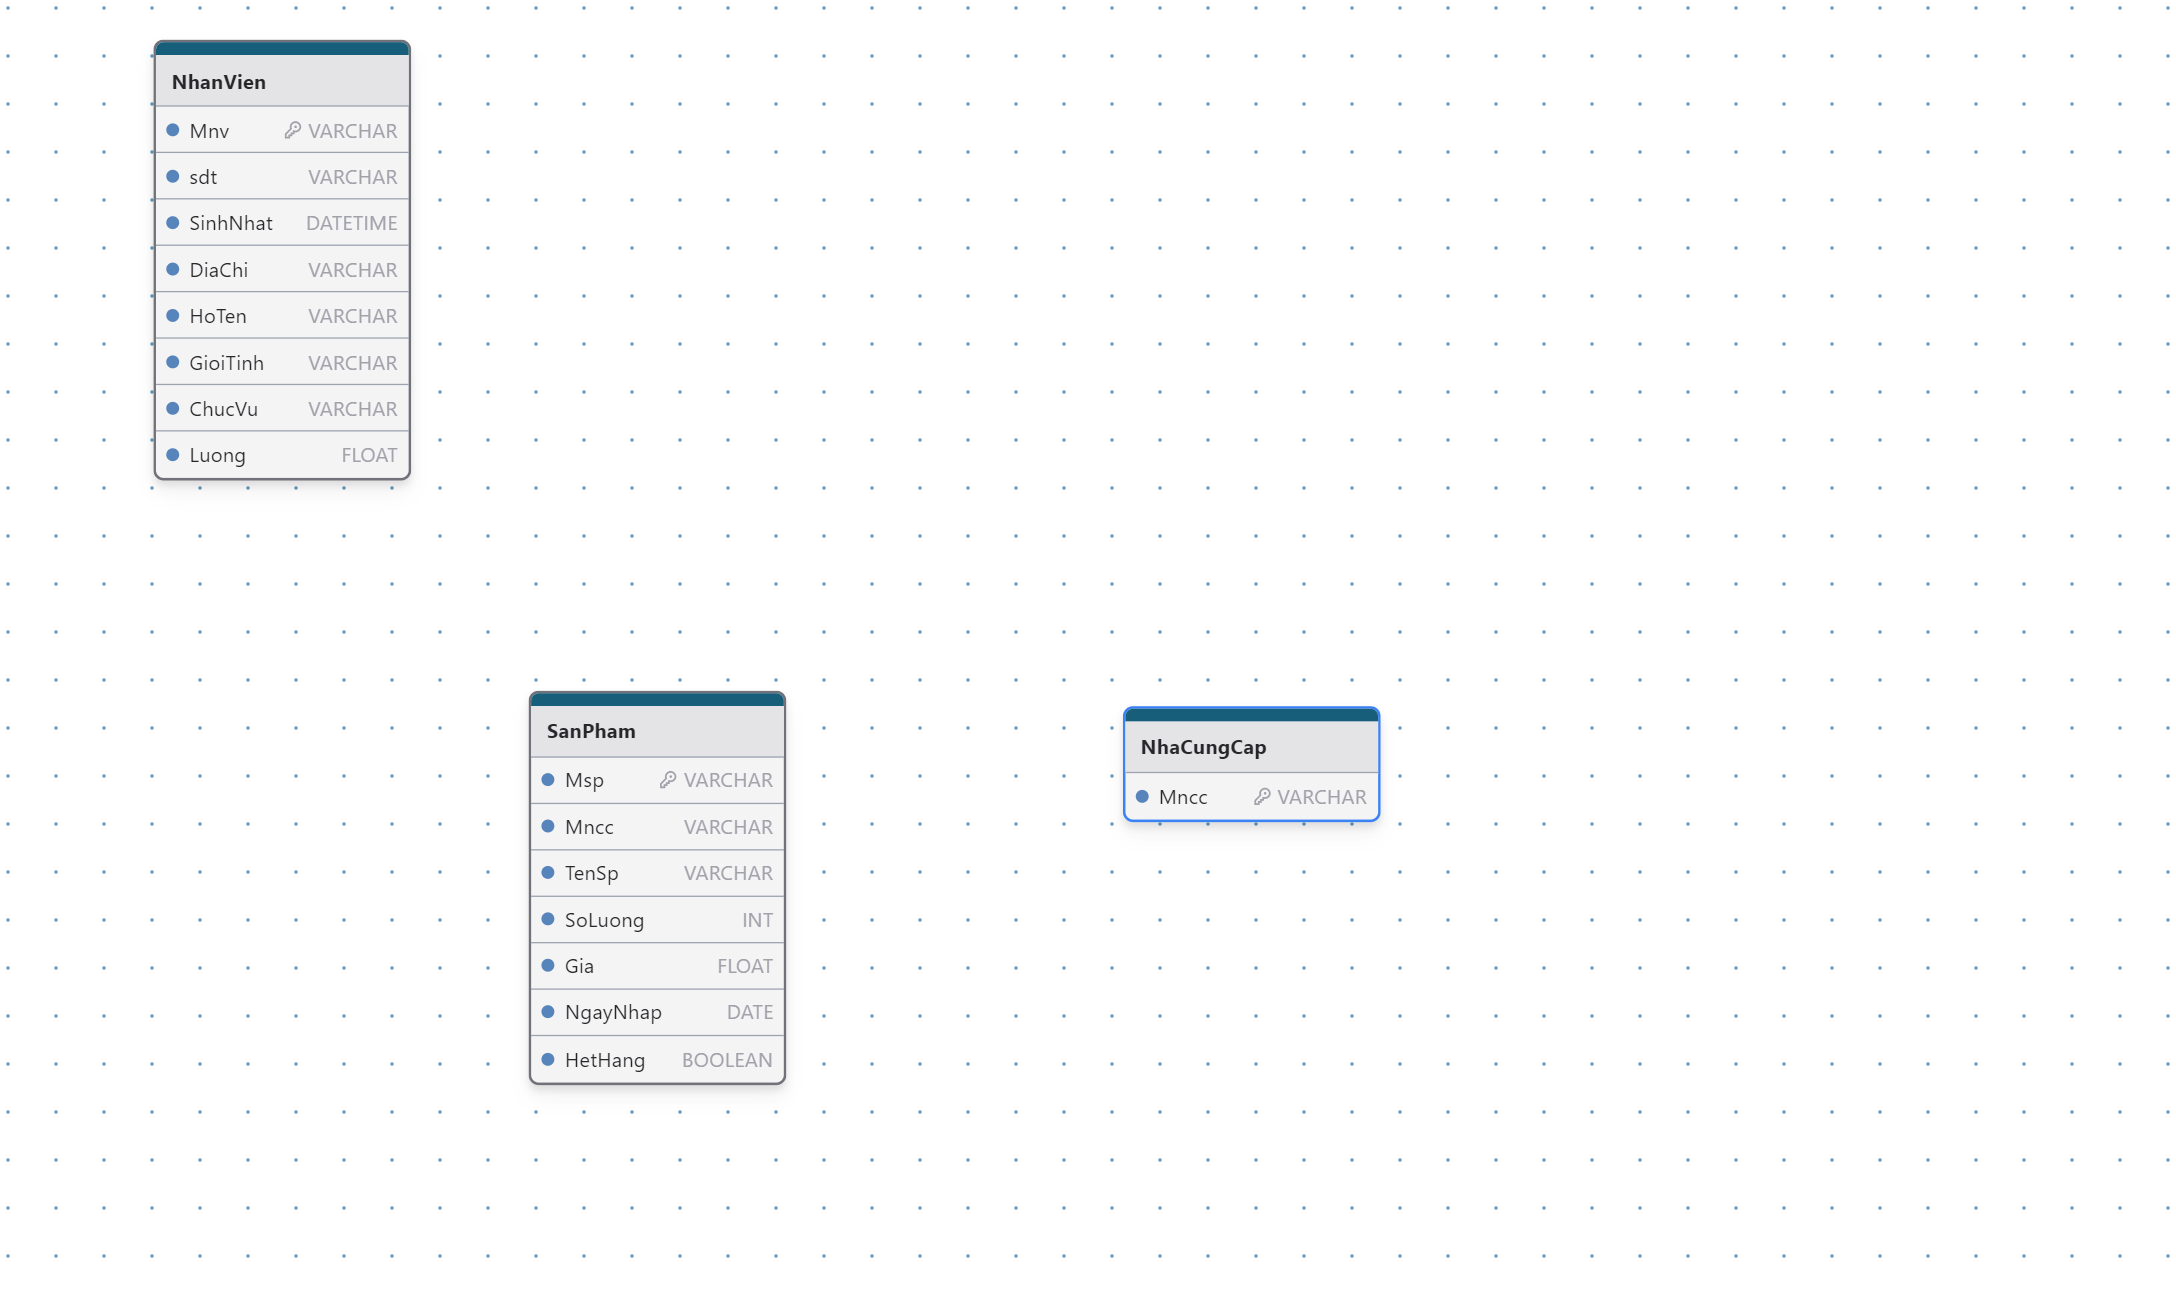 NhanVien
Mnv VARCHAR
sdt VARCHAR
SinhNhat DATETIME
DiaChi VARCHAR
HoTen VARCHAR
GioiTinh VARCHAR
ChucVu VARCHAR
Luong FLOAT
SanPham
Msp VARCHAR
Mncc VARCHAR
TenSp VARCHAR
SoLuong INT
Gia FLOAT
NgayNhap DATE
HetHang BOOLEAN
NhaCungCap
Mncc VARCHAR